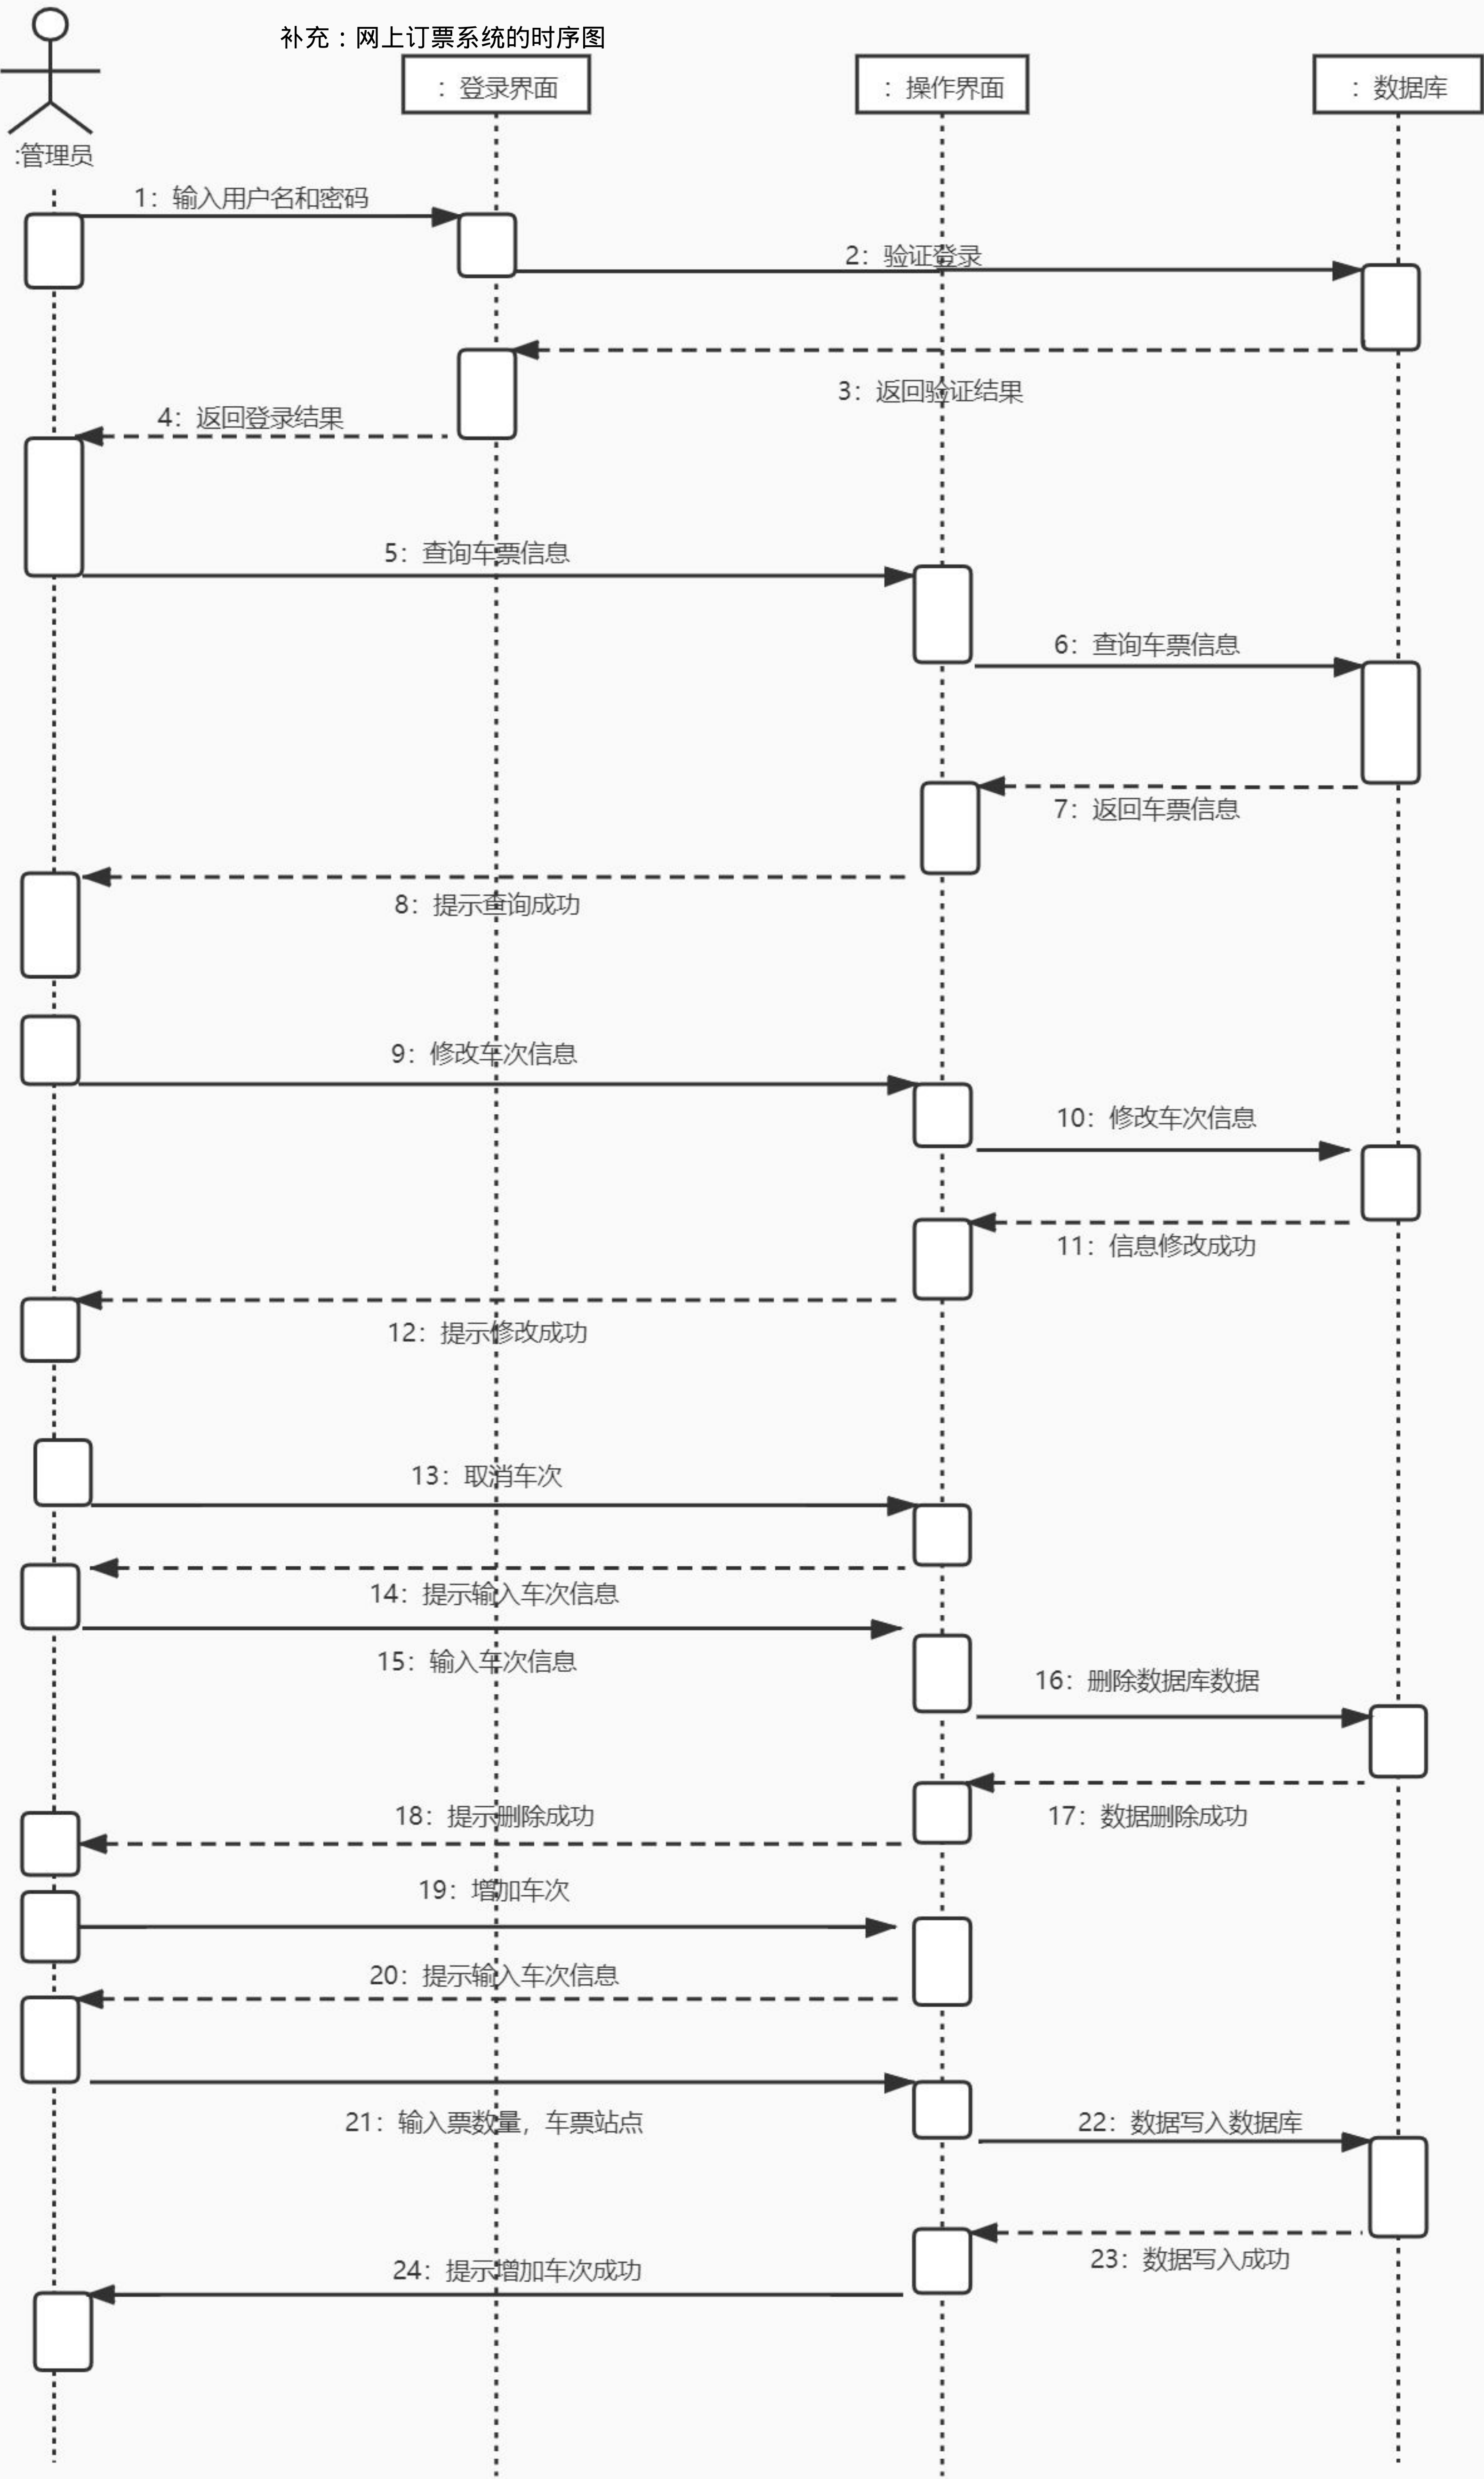 补充：网上订票系统的时序图
：登录界面
：操作界面
：数据库
:管理员
1：输入用户名和密码
2：验证登录
3：返回验证结果
4：返回登录结果
5：查询车票信息
6：查询车票信息
7：返回车票信息
8：提示查询成功
9：修改车次信息
10：修改车次信息
11：信息修改成功
12：提示修改成功
13：取消车次
14：提示输入车次信息
15：输入车次信息
16：删除数据库数据
17：数据删除成功
18：提示删除成功
19：增加车次
20：提示输入车次信息
21：输入票数量，车票站点
22：数据写入数据库
23：数据写入成功
24：提示增加车次成功